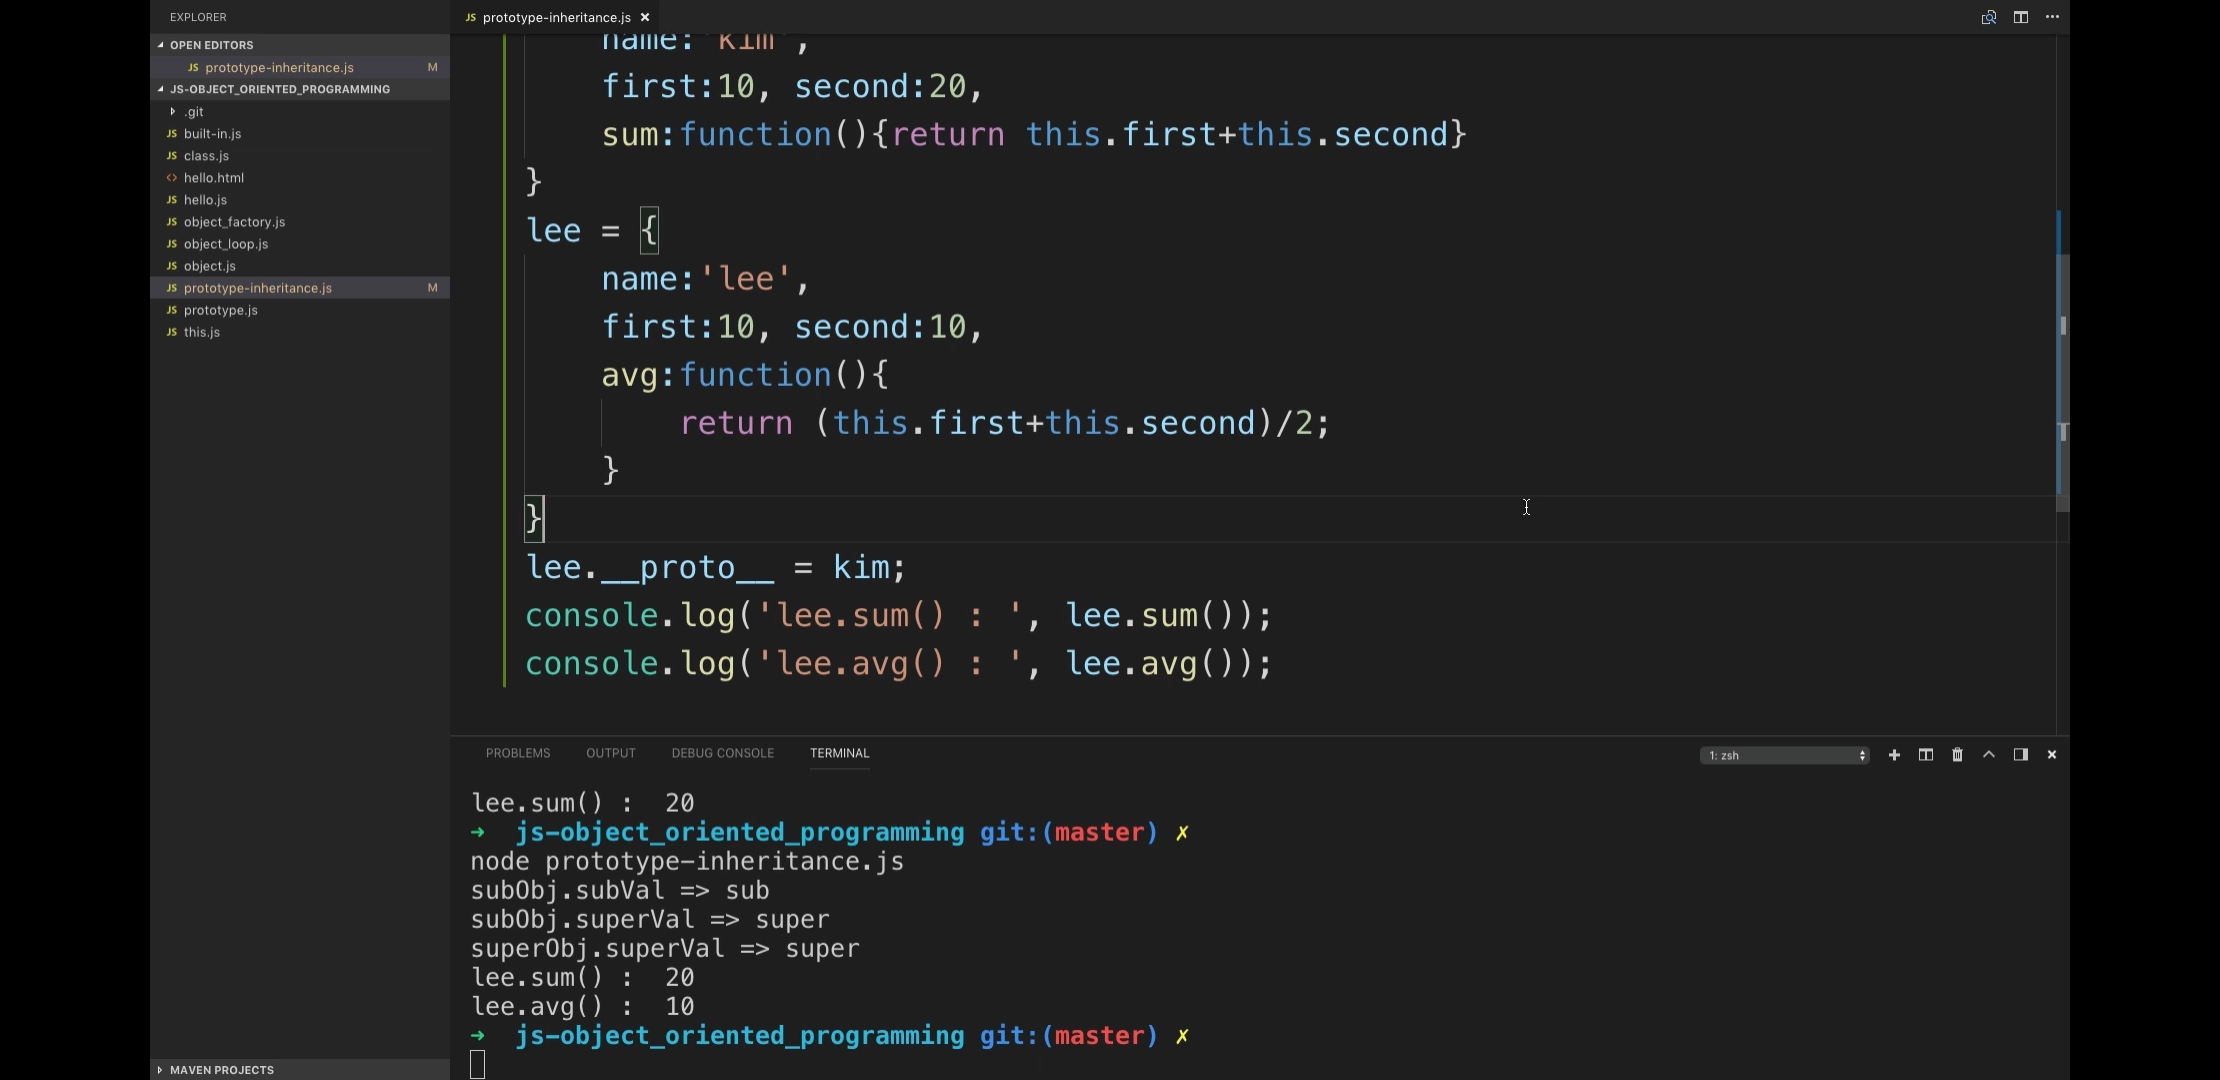 EXPLORER
OPEN EDITORS
JS prototype-inheritance.js M
JS-OBJECT_ORIENTED_PROGRAMMING
.git
JS built-in.js
JS class.js
<> hello.html
JS hello.js
JS object_factory.js
JS object_loop.js
JS object.js
JS prototype-inheritance.js M
JS prototype.js
JS this.js
MAVEN PROJECTS
JS prototype-inheritance.js ×
name:'kim',
first:10, second:20,
sum:function(){return this.first+this.second}
}
lee = {
name:'lee',
first:10, second:10,
avg:function(){
return (this.first+this.second)/2;
}
}
lee.__proto__ = kim;
console.log('lee.sum() : ', lee.sum());
console.log('lee.avg() : ', lee.avg());
PROBLEMS OUTPUT DEBUG CONSOLE TERMINAL 1: zsh
lee.sum() :  20
➜  js-object_oriented_programming git:(master) ✗
node prototype-inheritance.js
subObj.subVal => sub
subObj.superVal => super
superObj.superVal => super
lee.sum() :  20
lee.avg() :  10
➜  js-object_oriented_programming git:(master) ✗